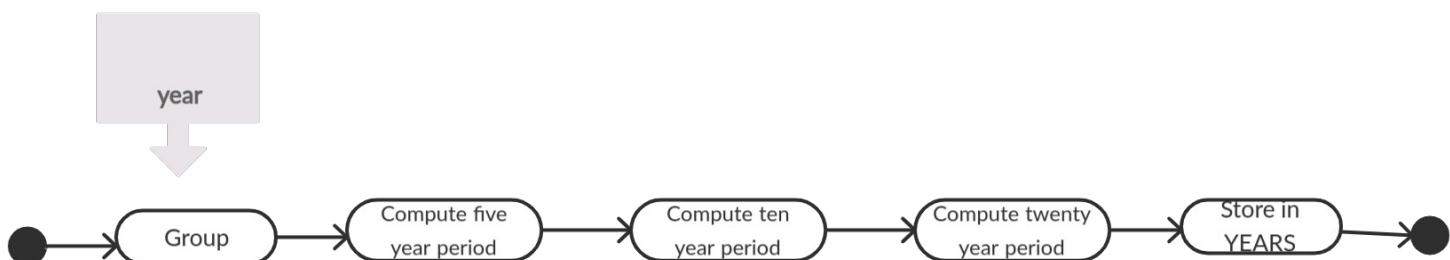 year
Group
Compute five
year period
Compute ten
year period
Compute twenty
year period
Store in
YEARS